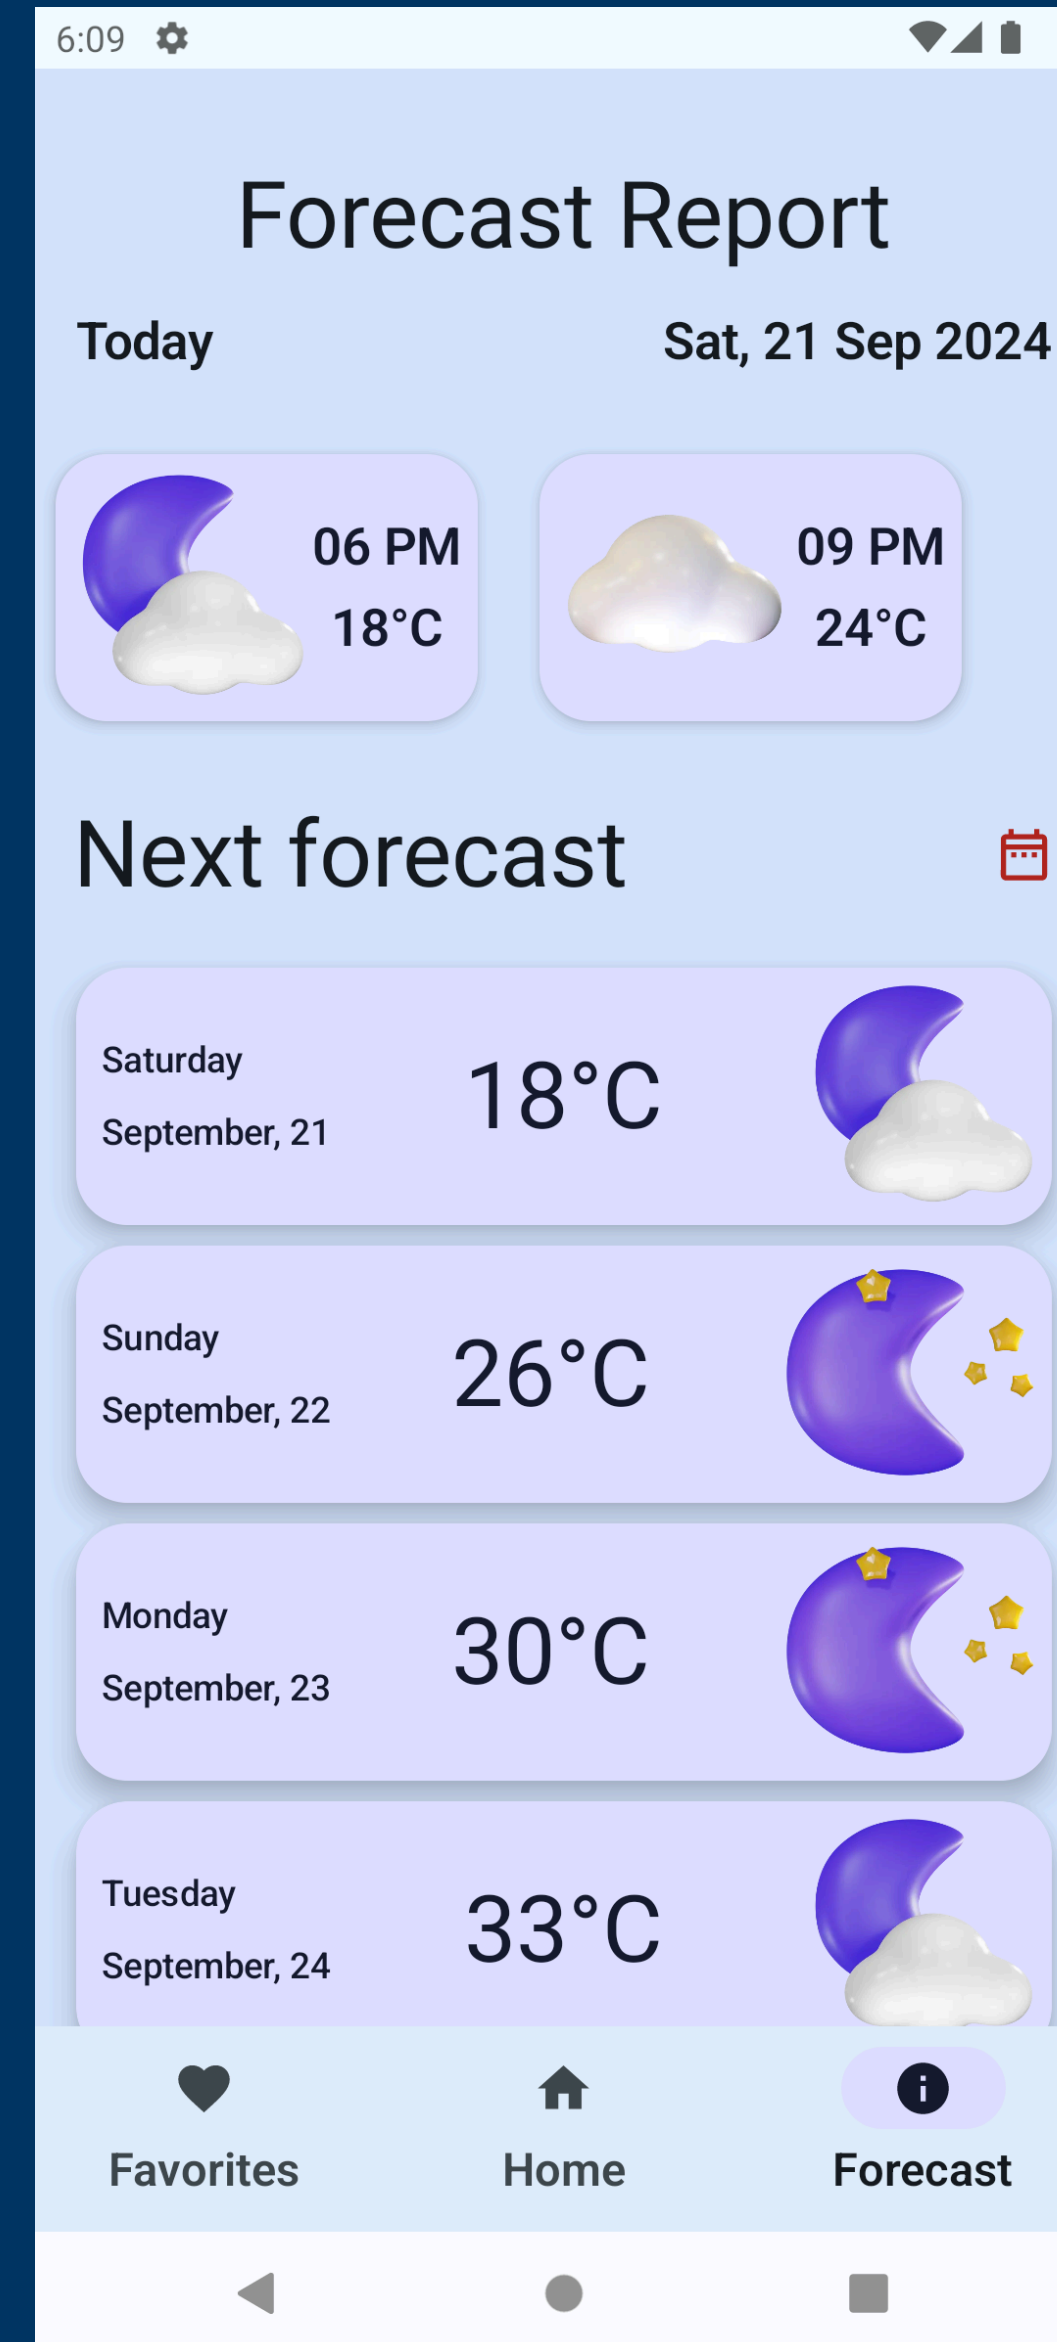 6:09
Forecast Report
Today Sat, 21 Sep 2024
06 PM
18°C
09 PM
24°C
Next forecast
Saturday
September, 21
18°C
Sunday
September, 22
26°C
Monday
September, 23
30°C
Tuesday
September, 24
33°C
Favorites Home Forecast